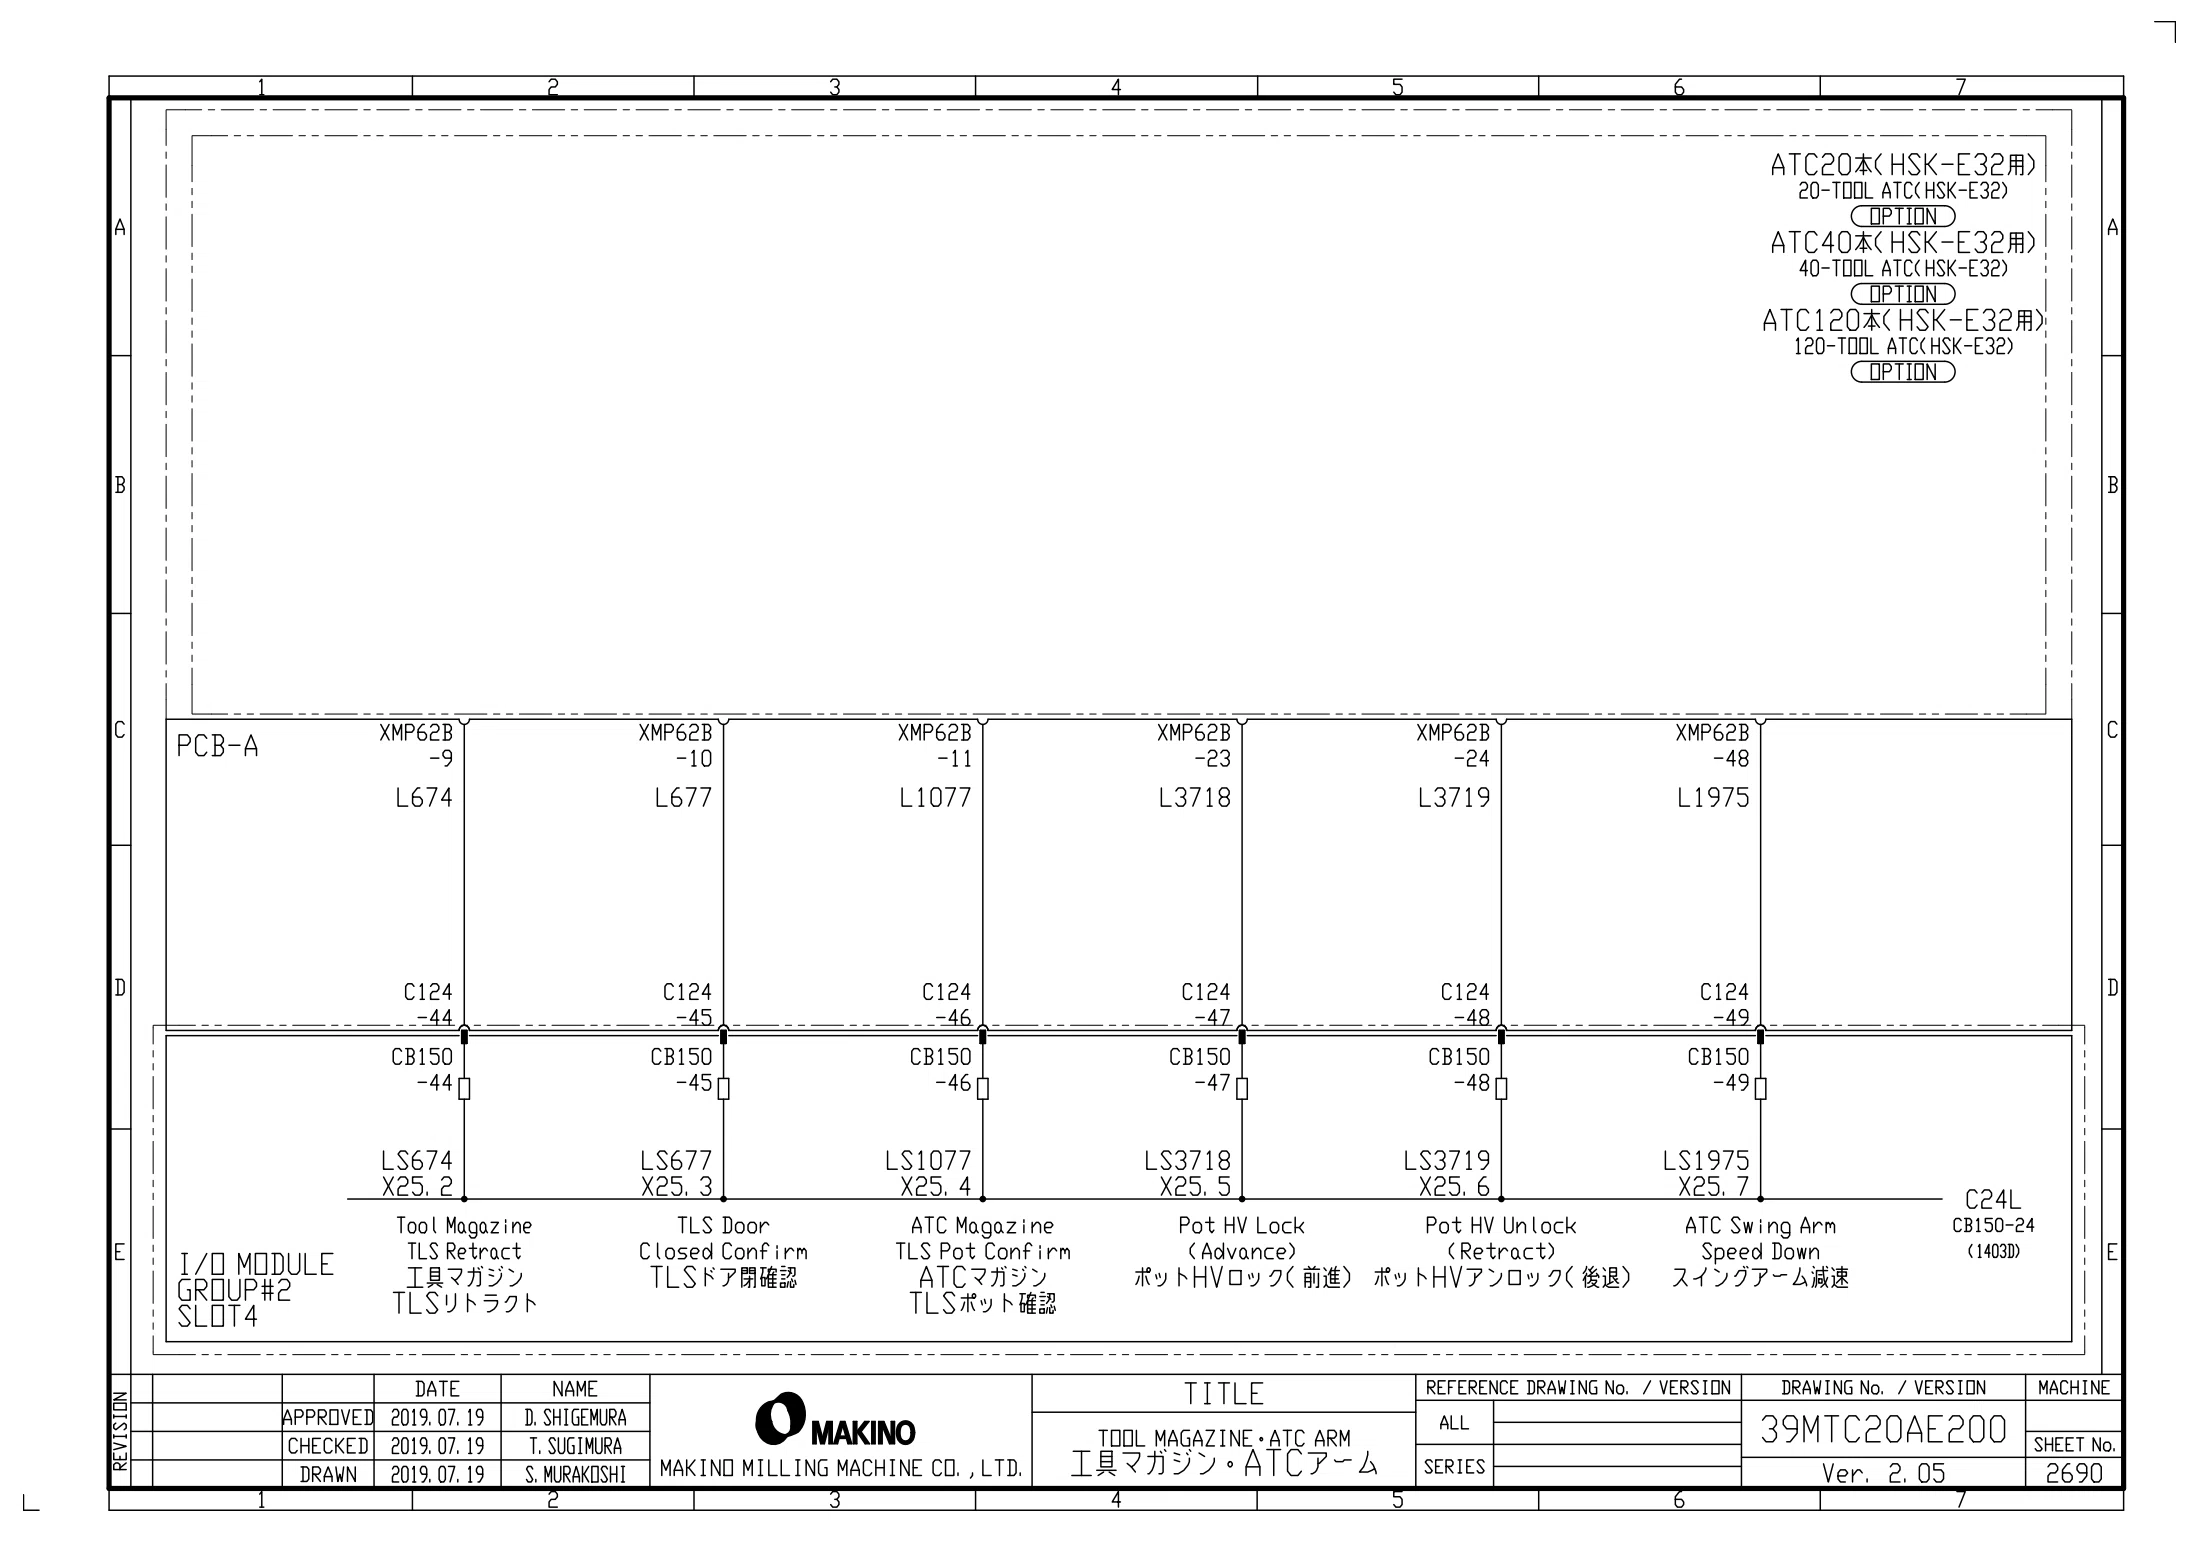 1 2 3 4 5 6 7
ATC20本(HSK-E32用)
20-TOOL ATC(HSK-E32)
OPTION
A A
ATC40本(HSK-E32用)
40-TOOL ATC(HSK-E32)
OPTION
ATC120本(HSK-E32用)
120-TOOL ATC(HSK-E32)
OPTION
B B
C C
PCB-A
XMP62B XMP62B XMP62B XMP62B XMP62B XMP62B
-9 -10 -11 -23 -24 -48
L674 L677 L1077 L3718 L3719 L1975
D D
C124 C124 C124 C124 C124 C124
-44 -45 -46 -47 -48 -49
CB150 CB150 CB150 CB150 CB150 CB150
-44 -45 -46 -47 -48 -49
LS674 LS677 LS1077 LS3718 LS3719 LS1975
X25.2 X25.3 X25.4 X25.5 X25.6 X25.7
C24L
CB150-24
(1403D)
E E
I/O MODULE
GROUP#2
SLOT4
Tool Magazine
TLS Retract
工具マガジン
TLSリトラクト
TLS Door
Closed Confirm
TLSドア閉確認
ATC Magazine
TLS Pot Confirm
ATCマガジン
TLSポット確認
Pot HV Lock
(Advance)
ポットHVロック(前進)
Pot HV Unlock
(Retract)
ポットHVアンロック(後退)
ATC Swing Arm
Speed Down
スイングアーム減速
REVISION
DATE NAME
APPROVED 2019.07.19 D. SHIGEMURA
CHECKED 2019.07.19 T. SUGIMURA
DRAWN 2019.07.19 S. MURAKOSHI
MAKINO
MAKINO MILLING MACHINE CO.,LTD.
TITLE
TOOL MAGAZINE・ATC ARM
工具マガジン・ATCアーム
REFERENCE DRAWING No. / VERSION
ALL
SERIES
DRAWING No. / VERSION
39MTC20AE200
Ver. 2.05
MACHINE
SHEET No.
2690
1 2 3 4 5 6 7